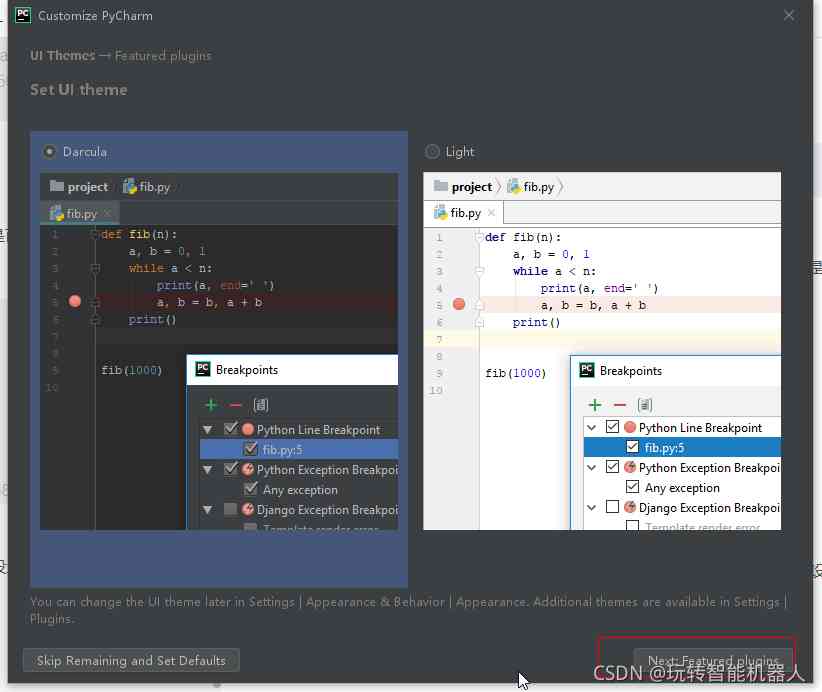 Customize PyCharm
UI Themes → Featured plugins
Set UI theme
Darcula
project
fib.py
fib.py
1 def fib(n):
2 a, b = 0, 1
3 while a < n:
4 print(a, end=' ')
5 a, b = b, a + b
6 print()
7
8
9 fib(1000)
10
Breakpoints
Python Line Breakpoint
fib.py:5
Python Exception Breakpoi
Any exception
Django Exception Breakpoi
Template render error
Light
project
fib.py
fib.py
1 def fib(n):
2 a, b = 0, 1
3 while a < n:
4 print(a, end=' ')
5 a, b = b, a + b
6 print()
7
8
9 fib(1000)
10
Breakpoints
Python Line Breakpoint
fib.py:5
Python Exception Breakpoi
Any exception
Django Exception Breakpoi
Template render error
You can change the UI theme later in Settings | Appearance & Behavior | Appearance. Additional themes are available in Settings |
Plugins.
Skip Remaining and Set Defaults
Next: Featured plugins
CSDN @玩转智能机器人